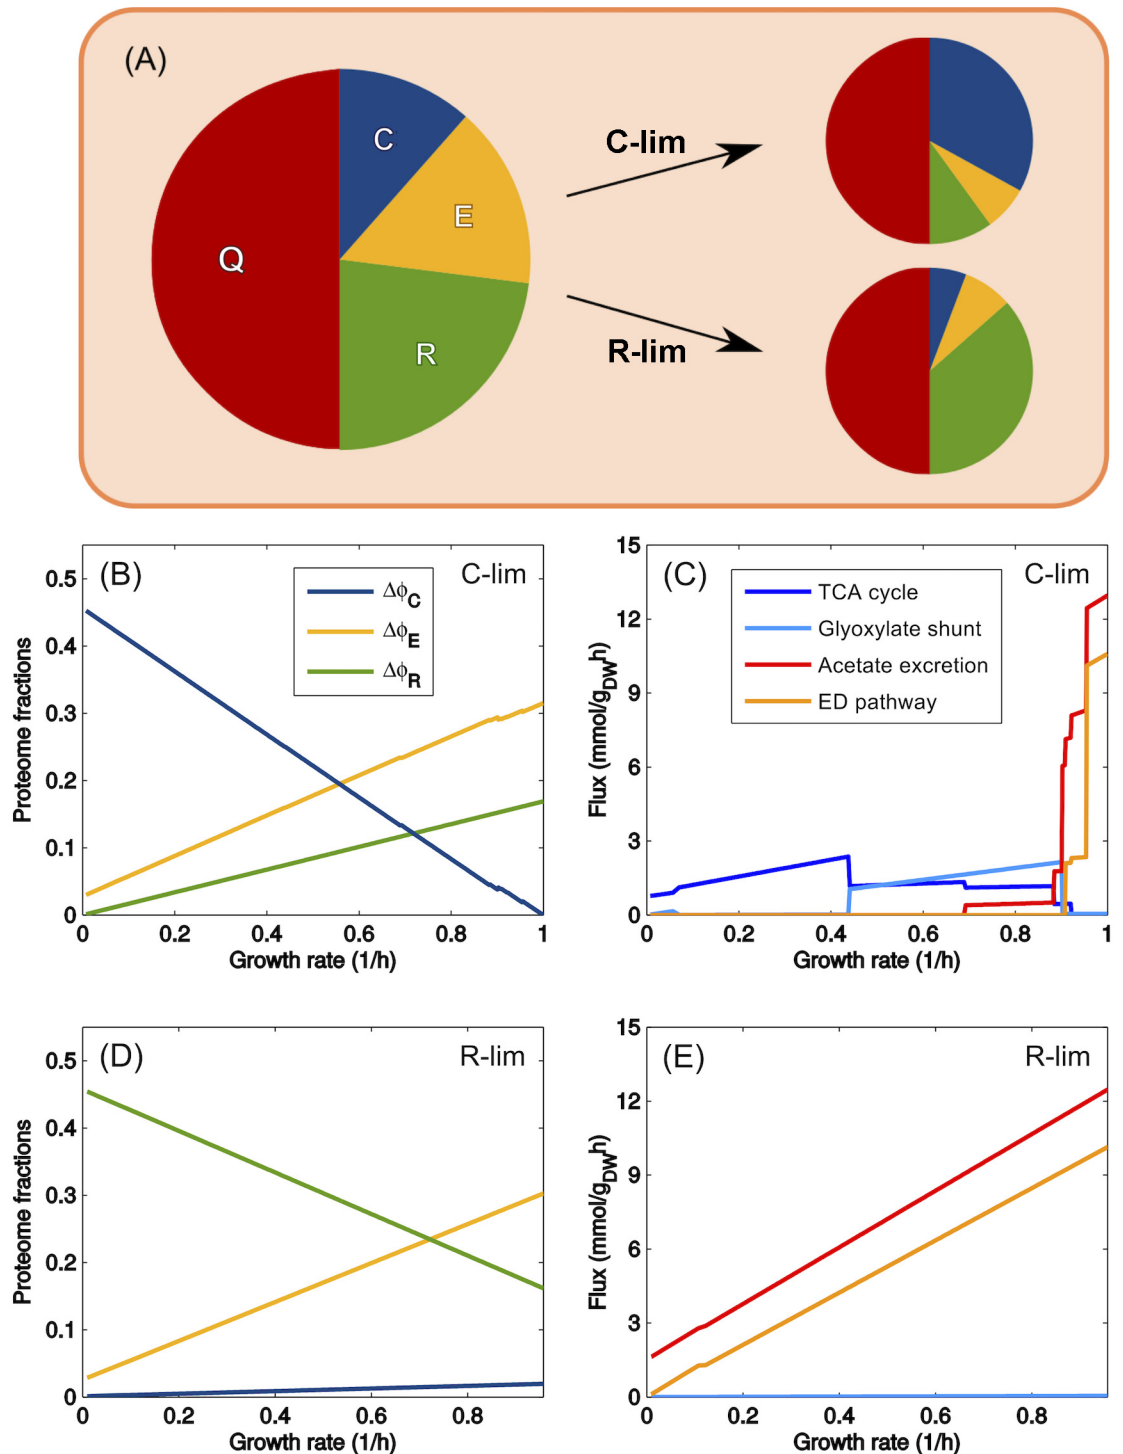 (A)
C
E
Q
R
C-lim
R-lim
(B)
C-lim
Δϕ_C
Δϕ_E
Δϕ_R
Proteome fractions
0.5
0.4
0.3
0.2
0.1
0
0 0.2 0.4 0.6 0.8 1
Growth rate (1/h)
(C)
C-lim
TCA cycle
Glyoxylate shunt
Acetate excretion
ED pathway
Flux (mmol/g_DW h)
15
12
9
6
3
0
0 0.2 0.4 0.6 0.8 1
Growth rate (1/h)
(D)
R-lim
Proteome fractions
0.5
0.4
0.3
0.2
0.1
0
0 0.2 0.4 0.6 0.8
Growth rate (1/h)
(E)
R-lim
Flux (mmol/g_DW h)
15
12
9
6
3
0
0 0.2 0.4 0.6 0.8
Growth rate (1/h)